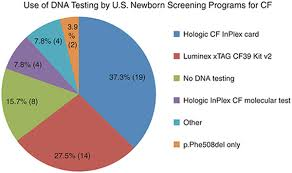 Use of DNA Testing by U.S. Newborn Screening Programs for CF
3.9%
(2)
7.8% (4)
7.8% (4)
15.7% (8)
37.3% (19)
27.5% (14)
Hologic CF InPlex card
Luminex xTAG CF39 Kit v2
No DNA testing
Hologic InPlex CF molecular test
Other
p.Phe508del only